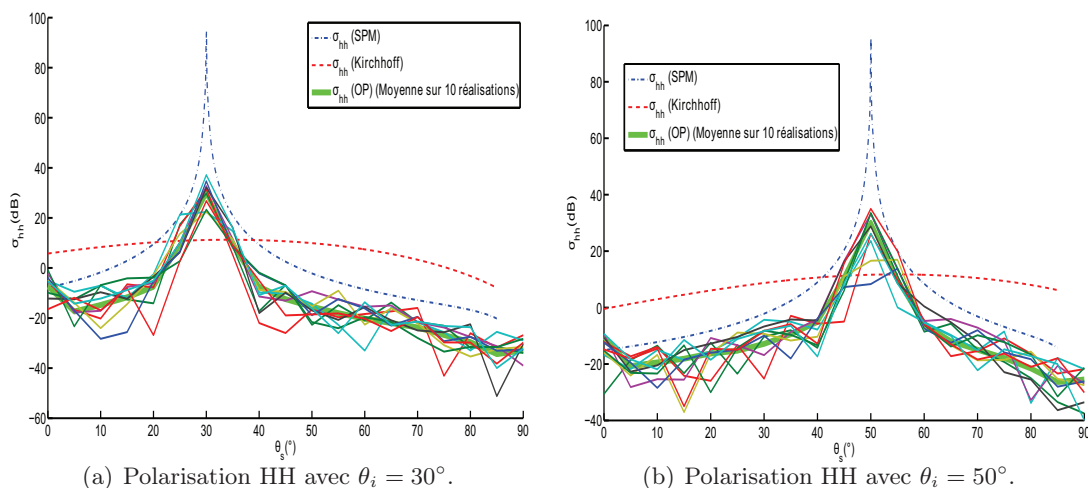 100
80
60
40
20
0
−20
−40
−60
0 10 20 30 40 50 60 70 80 90
σhh(dB)
θs(°)
σhh (SPM)
σhh (Kirchhoff)
σhh (OP) (Moyenne sur 10 réalisations)
(a) Polarisation HH avec θi = 30°.
100
80
60
40
20
0
−20
−40
0 10 20 30 40 50 60 70 80 90
σhh(dB)
θs(°)
σhh (SPM)
σhh (Kirchhoff)
σhh (OP) (Moyenne sur 10 réalisations)
(b) Polarisation HH avec θi = 50°.